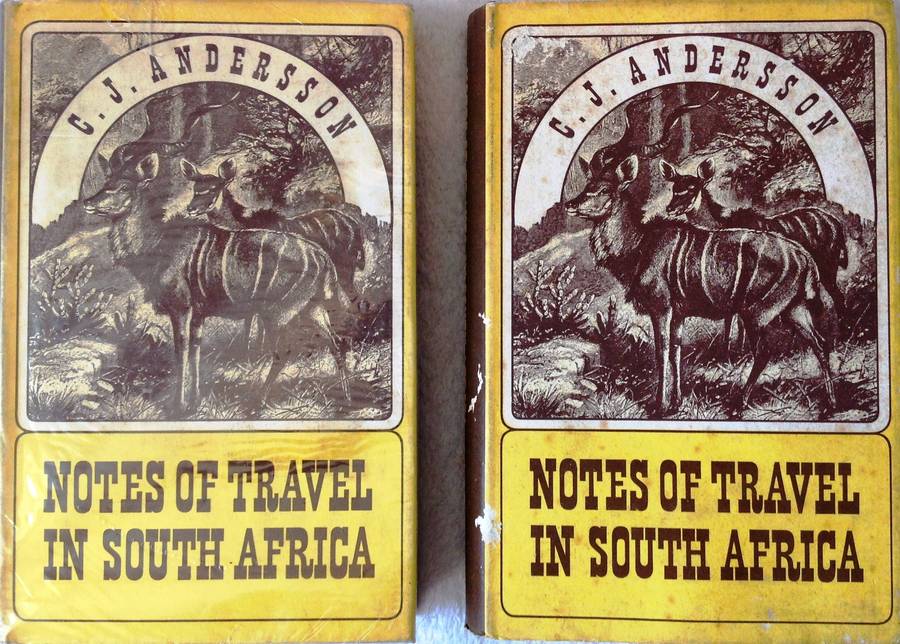 C. J. ANDERSSON
NOTES OF TRAVEL
IN SOUTH AFRICA
C. J. ANDERSSON
NOTES OF TRAVEL
IN SOUTH AFRICA